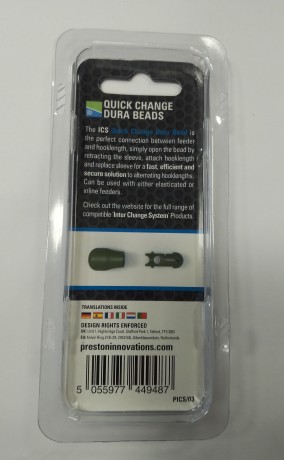 QUICK CHANGE
DURA BEADS
The ICS Quick Change Dura Bead is
the perfect connection between feeder
and hooklength, simply open the bead by
retracting the sleeve, attach hooklength
and replace sleeve for a fast, efficient and
secure solution to alternating hooklengths.
Can be used with either elasticated or
inline feeders.
Check out the website for the full range of
compatible 'Inter Change System' Products.
TRANSLATIONS INSIDE
DESIGN RIGHTS ENFORCED
prestoninnovations.com
5 055977 449487
PICS/03